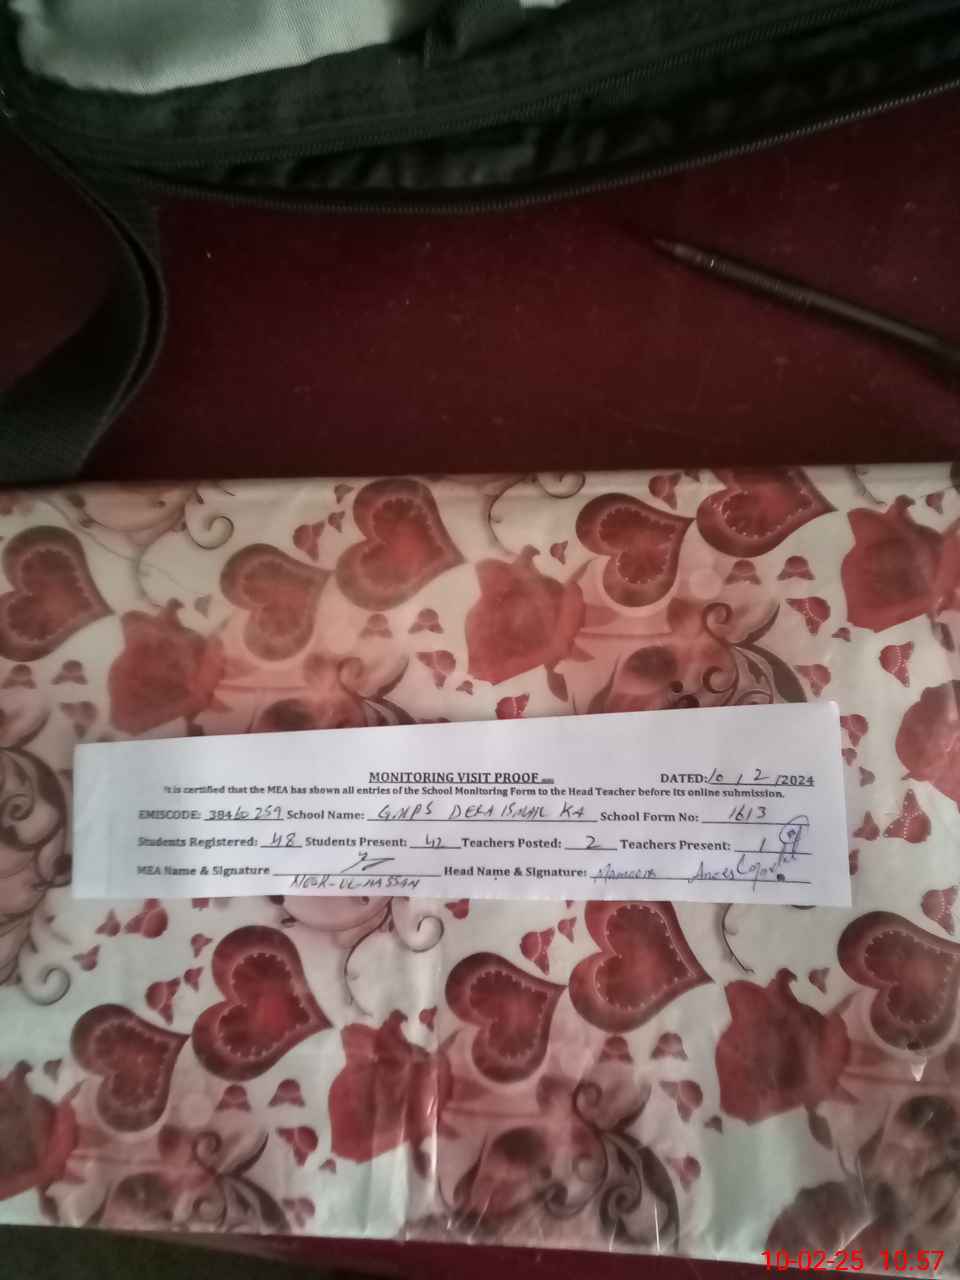 MONITORING VISIT PROOF
DATED: 10 / 2 /2024
It is certified that the MEA has shown all entries of the School Monitoring Form to the Head Teacher before its online submission.
EMISCODE: 38410 259 School Name: G.MPS DERA ISMAIL KA School Form No: 1613
Students Registered: 48 Students Present: 42 Teachers Posted: 2 Teachers Present: 1
MEA Name & Signature NOOR-UL-HASSAN Head Name & Signature:
10-02-25 10:57